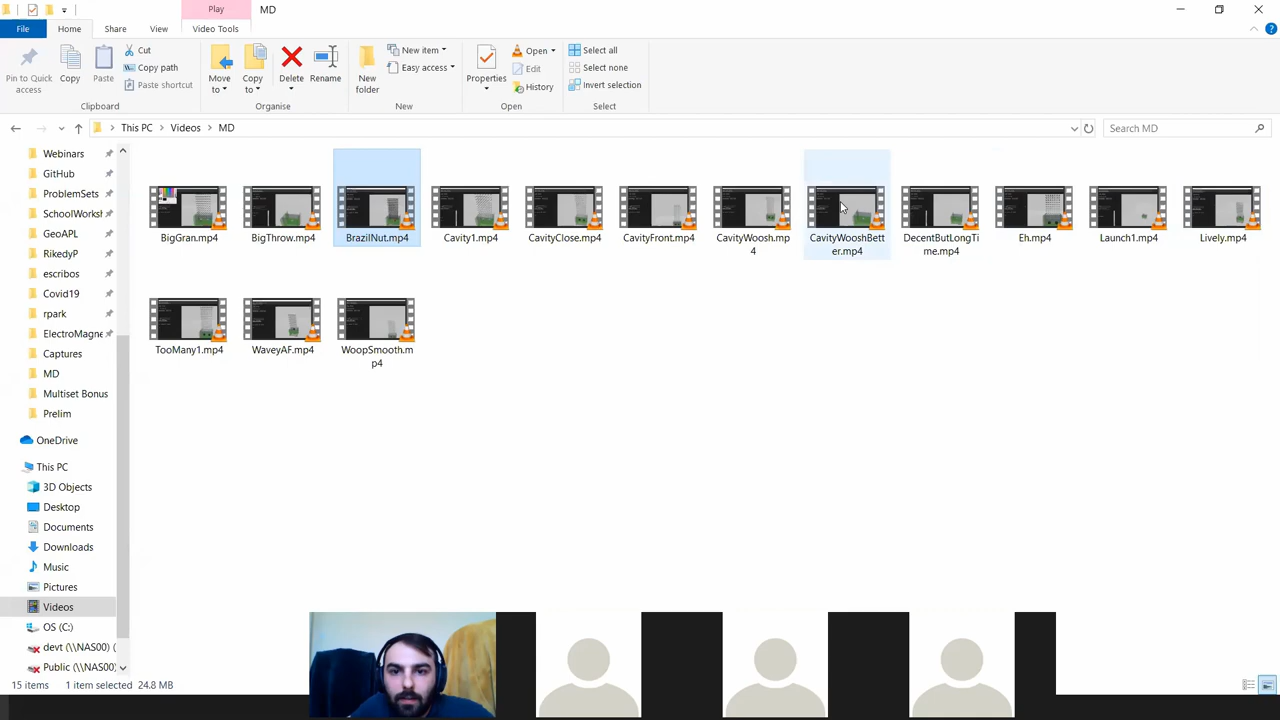 Play
MD
File
Home
Share
View
Video Tools
Pin to Quick access
Copy
Paste
Cut
Copy path
Paste shortcut
Clipboard
Move to
Copy to
Delete
Rename
Organise
New folder
New item
Easy access
New
Properties
Open
Edit
History
Open
Select all
Select none
Invert selection
Select
This PC
Videos
MD
Search MD
Webinars
GitHub
ProblemSets
SchoolWorksh
GeoAPL
RikedyP
escribos
Covid19
rpark
ElectroMagne
Captures
MD
Multiset Bonus
Prelim
OneDrive
This PC
3D Objects
Desktop
Documents
Downloads
Music
Pictures
Videos
OS (C:)
devt (\\NAS00) (
Public (\\NAS00)
BigGran.mp4
BigThrow.mp4
BrazilNut.mp4
Cavity1.mp4
CavityClose.mp4
CavityFront.mp4
CavityWoosh.mp
4
CavityWooshBett
er.mp4
DecentButLongTi
me.mp4
Eh.mp4
Launch1.mp4
Lively.mp4
TooMany1.mp4
WaveyAF.mp4
WoopSmooth.m
p4
15 items
1 item selected
24.8 MB